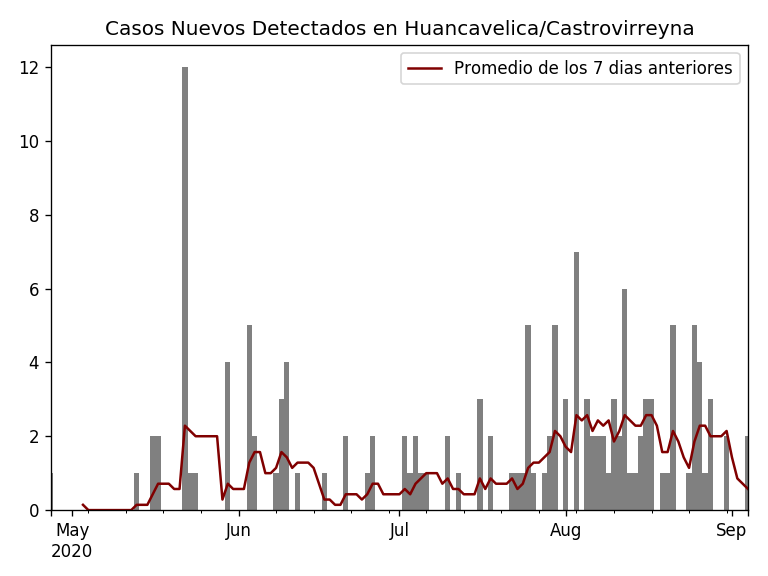 Casos Nuevos Detectados en Huancavelica/Castrovirreyna
Promedio de los 7 dias anteriores
12
10
8
6
4
2
0
May Jun Jul Aug Sep
2020